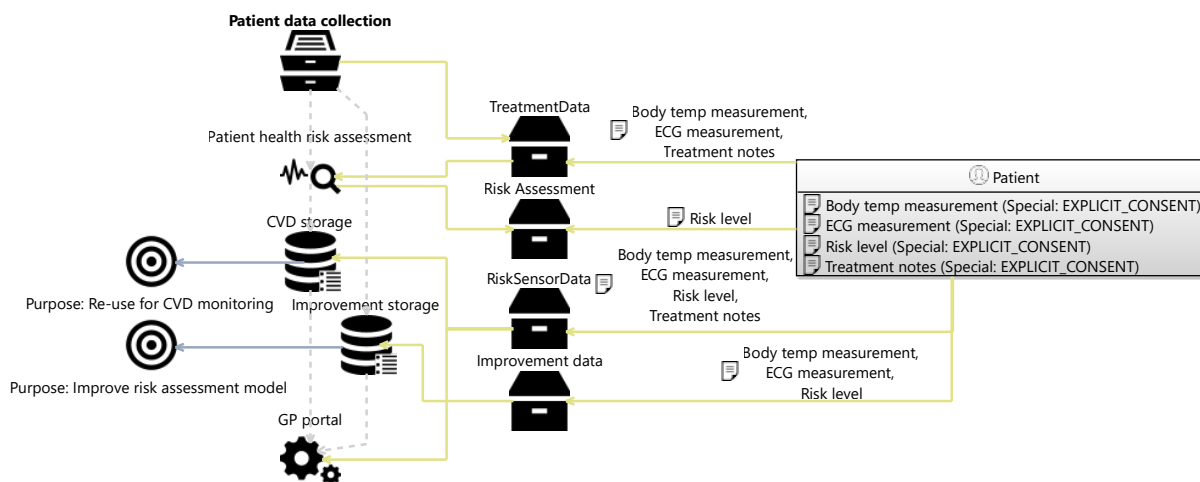 Patient data collection
TreatmentData
Body temp measurement,
ECG measurement,
Treatment notes
Patient health risk assessment
Patient
Risk Assessment
Body temp measurement (Special: EXPLICIT_CONSENT)
Risk level
ECG measurement (Special: EXPLICIT_CONSENT)
CVD storage
Risk level (Special: EXPLICIT_CONSENT)
Treatment notes (Special: EXPLICIT_CONSENT)
Body temp measurement,
ECG measurement,
Risk level,
Treatment notes
RiskSensorData
Purpose: Re-use for CVD monitoring
Improvement storage
Improvement data
Body temp measurement,
ECG measurement,
Risk level
Purpose: Improve risk assessment model
GP portal